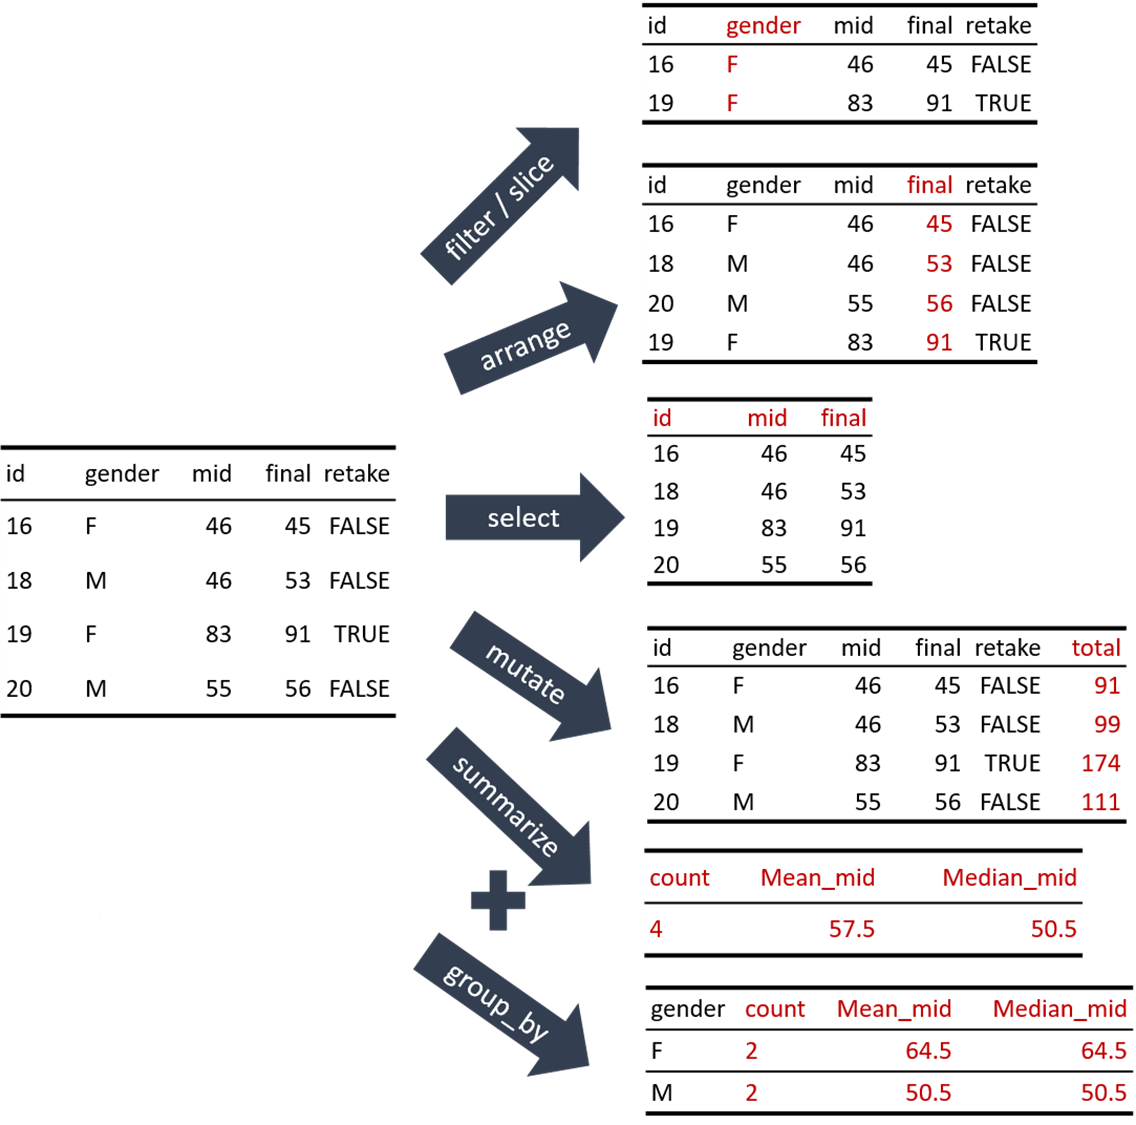 id gender mid final retake
16 F 46 45 FALSE
19 F 83 91 TRUE
filter / slice
id gender mid final retake
16 F 46 45 FALSE
18 M 46 53 FALSE
20 M 55 56 FALSE
19 F 83 91 TRUE
arrange
id mid final
16 46 45
18 46 53
19 83 91
20 55 56
id gender mid final retake
16 F 46 45 FALSE
18 M 46 53 FALSE
19 F 83 91 TRUE
20 M 55 56 FALSE
select
mutate
id gender mid final retake total
16 F 46 45 FALSE 91
18 M 46 53 FALSE 99
19 F 83 91 TRUE 174
20 M 55 56 FALSE 111
summarize
count Mean_mid Median_mid
4 57.5 50.5
group_by
gender count Mean_mid Median_mid
F 2 64.5 64.5
M 2 50.5 50.5